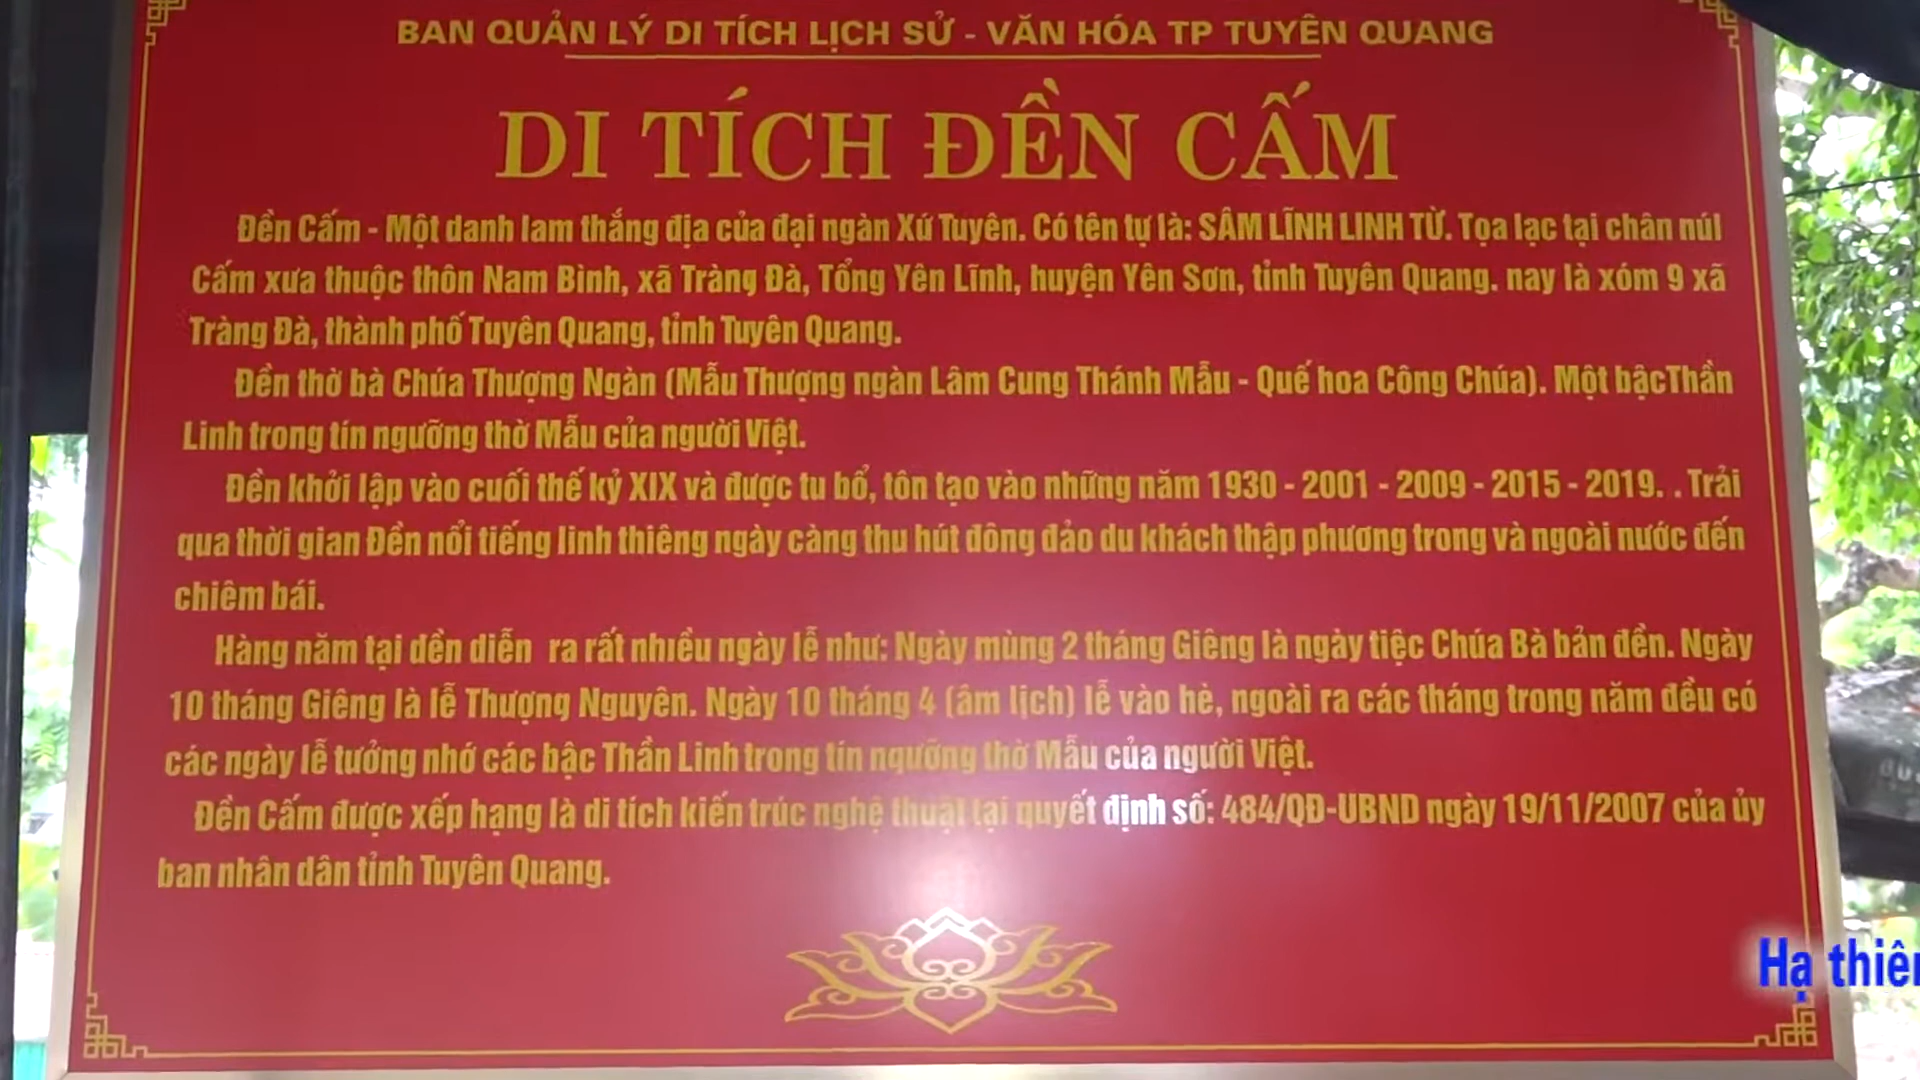 BAN QUẢN LÝ DI TÍCH LỊCH SỬ - VĂN HÓA TP TUYÊN QUANG
DI TÍCH ĐỀN CẤM
Đền Cấm - Một danh lam thắng địa của đại ngàn Xứ Tuyên. Có tên tự là: SÂM LĨNH LINH TỪ. Tọa lạc tại chân núi
Cấm xưa thuộc thôn Nam Bình, xã Tràng Đà, Tổng Yên Lĩnh, huyện Yên Sơn, tỉnh Tuyên Quang. nay là xóm 9 xã
Tràng Đà, thành phố Tuyên Quang, tỉnh Tuyên Quang.
Đền thờ bà Chúa Thượng Ngàn (Mẫu Thượng ngàn Lâm Cung Thánh Mẫu - Quế hoa Công Chúa). Một bậcThần
Linh trong tín ngưỡng thờ Mẫu của người Việt.
Đền khởi lập vào cuối thế kỷ XIX và được tu bổ, tôn tạo vào những năm 1930 - 2001 - 2009 - 2015 - 2019. . Trải
qua thời gian Đền nổi tiếng linh thiêng ngày càng thu hút đông đảo du khách thập phương trong và ngoài nước đến
chiêm bái.
Hàng năm tại đền diễn ra rất nhiều ngày lễ như: Ngày mùng 2 tháng Giêng là ngày tiệc Chúa Bà bản đền. Ngày
10 tháng Giêng là lễ Thượng Nguyên. Ngày 10 tháng 4 (âm lịch) lễ vào hè, ngoài ra các tháng trong năm đều có
các ngày lễ tưởng nhớ các bậc Thần Linh trong tín ngưỡng thờ Mẫu của người Việt.
Đền Cấm được xếp hạng là di tích kiến trúc nghệ thuật tại quyết định số: 484/QĐ-UBND ngày 19/11/2007 của ủy
ban nhân dân tỉnh Tuyên Quang.
Hạ